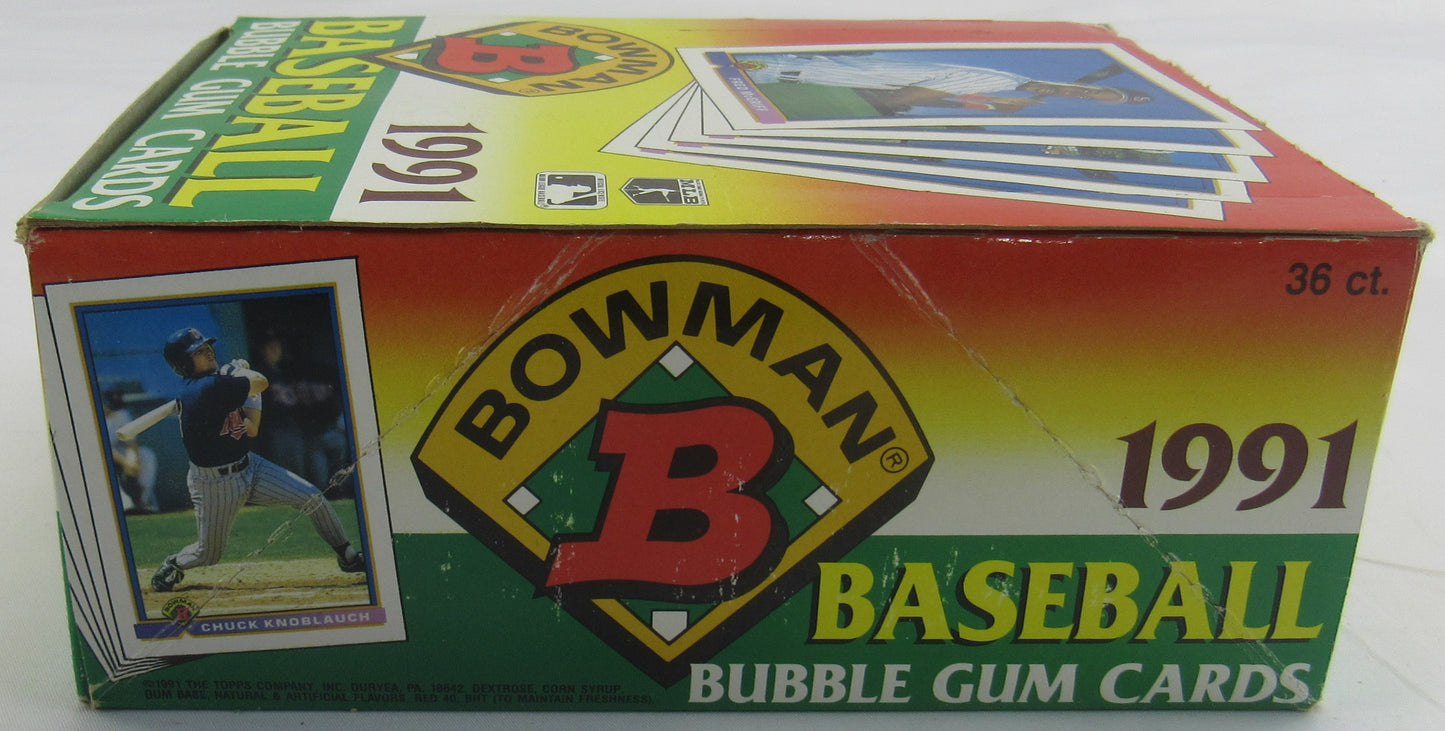 BASEBALL
BUBBLE GUM CARDS
BOWMAN
B
1991
FRED McGRIFF
36 ct.
BOWMAN®
B
1991
BASEBALL
BUBBLE GUM CARDS
CHUCK KNOBLAUCH
©1991 THE TOPPS COMPANY, INC. DURYEA, PA. 18642, DEXTROSE, CORN SYRUP,
GUM BASE, NATURAL & ARTIFICIAL FLAVORS, RED 40, BHT (TO MAINTAIN FRESHNESS).